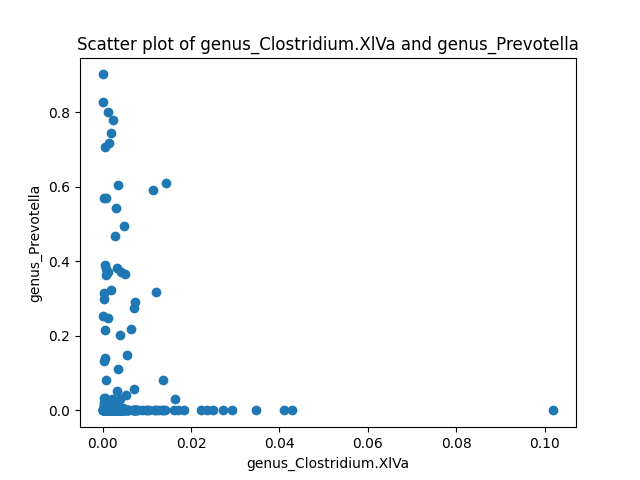 Scatter plot of genus_Clostridium.XlVa and genus_Prevotella
genus_Prevotella
0.8
0.6
0.4
0.2
0.0
0.00 0.02 0.04 0.06 0.08 0.10
genus_Clostridium.XlVa